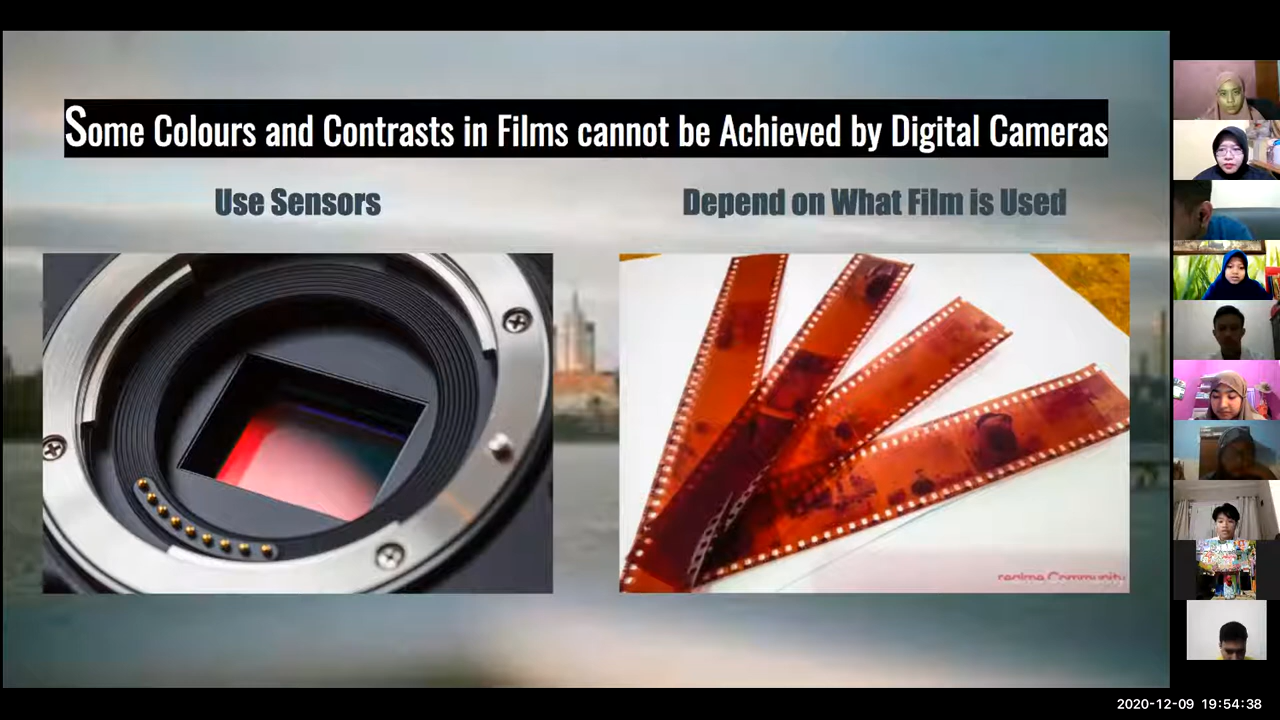 Some Colours and Contrasts in Films cannot be Achieved by Digital Cameras
Use Sensors
Depend on What Film is Used
Community
2020-12-09 19:54:38